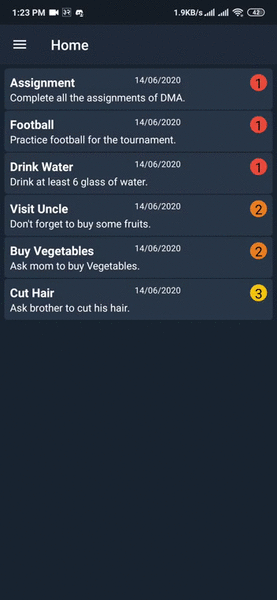 1:23 PM 1.9KB/s 42
Home
Assignment 14/06/2020 1
Complete all the assignments of DMA.
Football 14/06/2020 1
Practice football for the tournament.
Drink Water 14/06/2020 1
Drink at least 6 glass of water.
Visit Uncle 14/06/2020 2
Don't forget to buy some fruits.
Buy Vegetables 14/06/2020 2
Ask mom to buy Vegetables.
Cut Hair 14/06/2020 3
Ask brother to cut his hair.